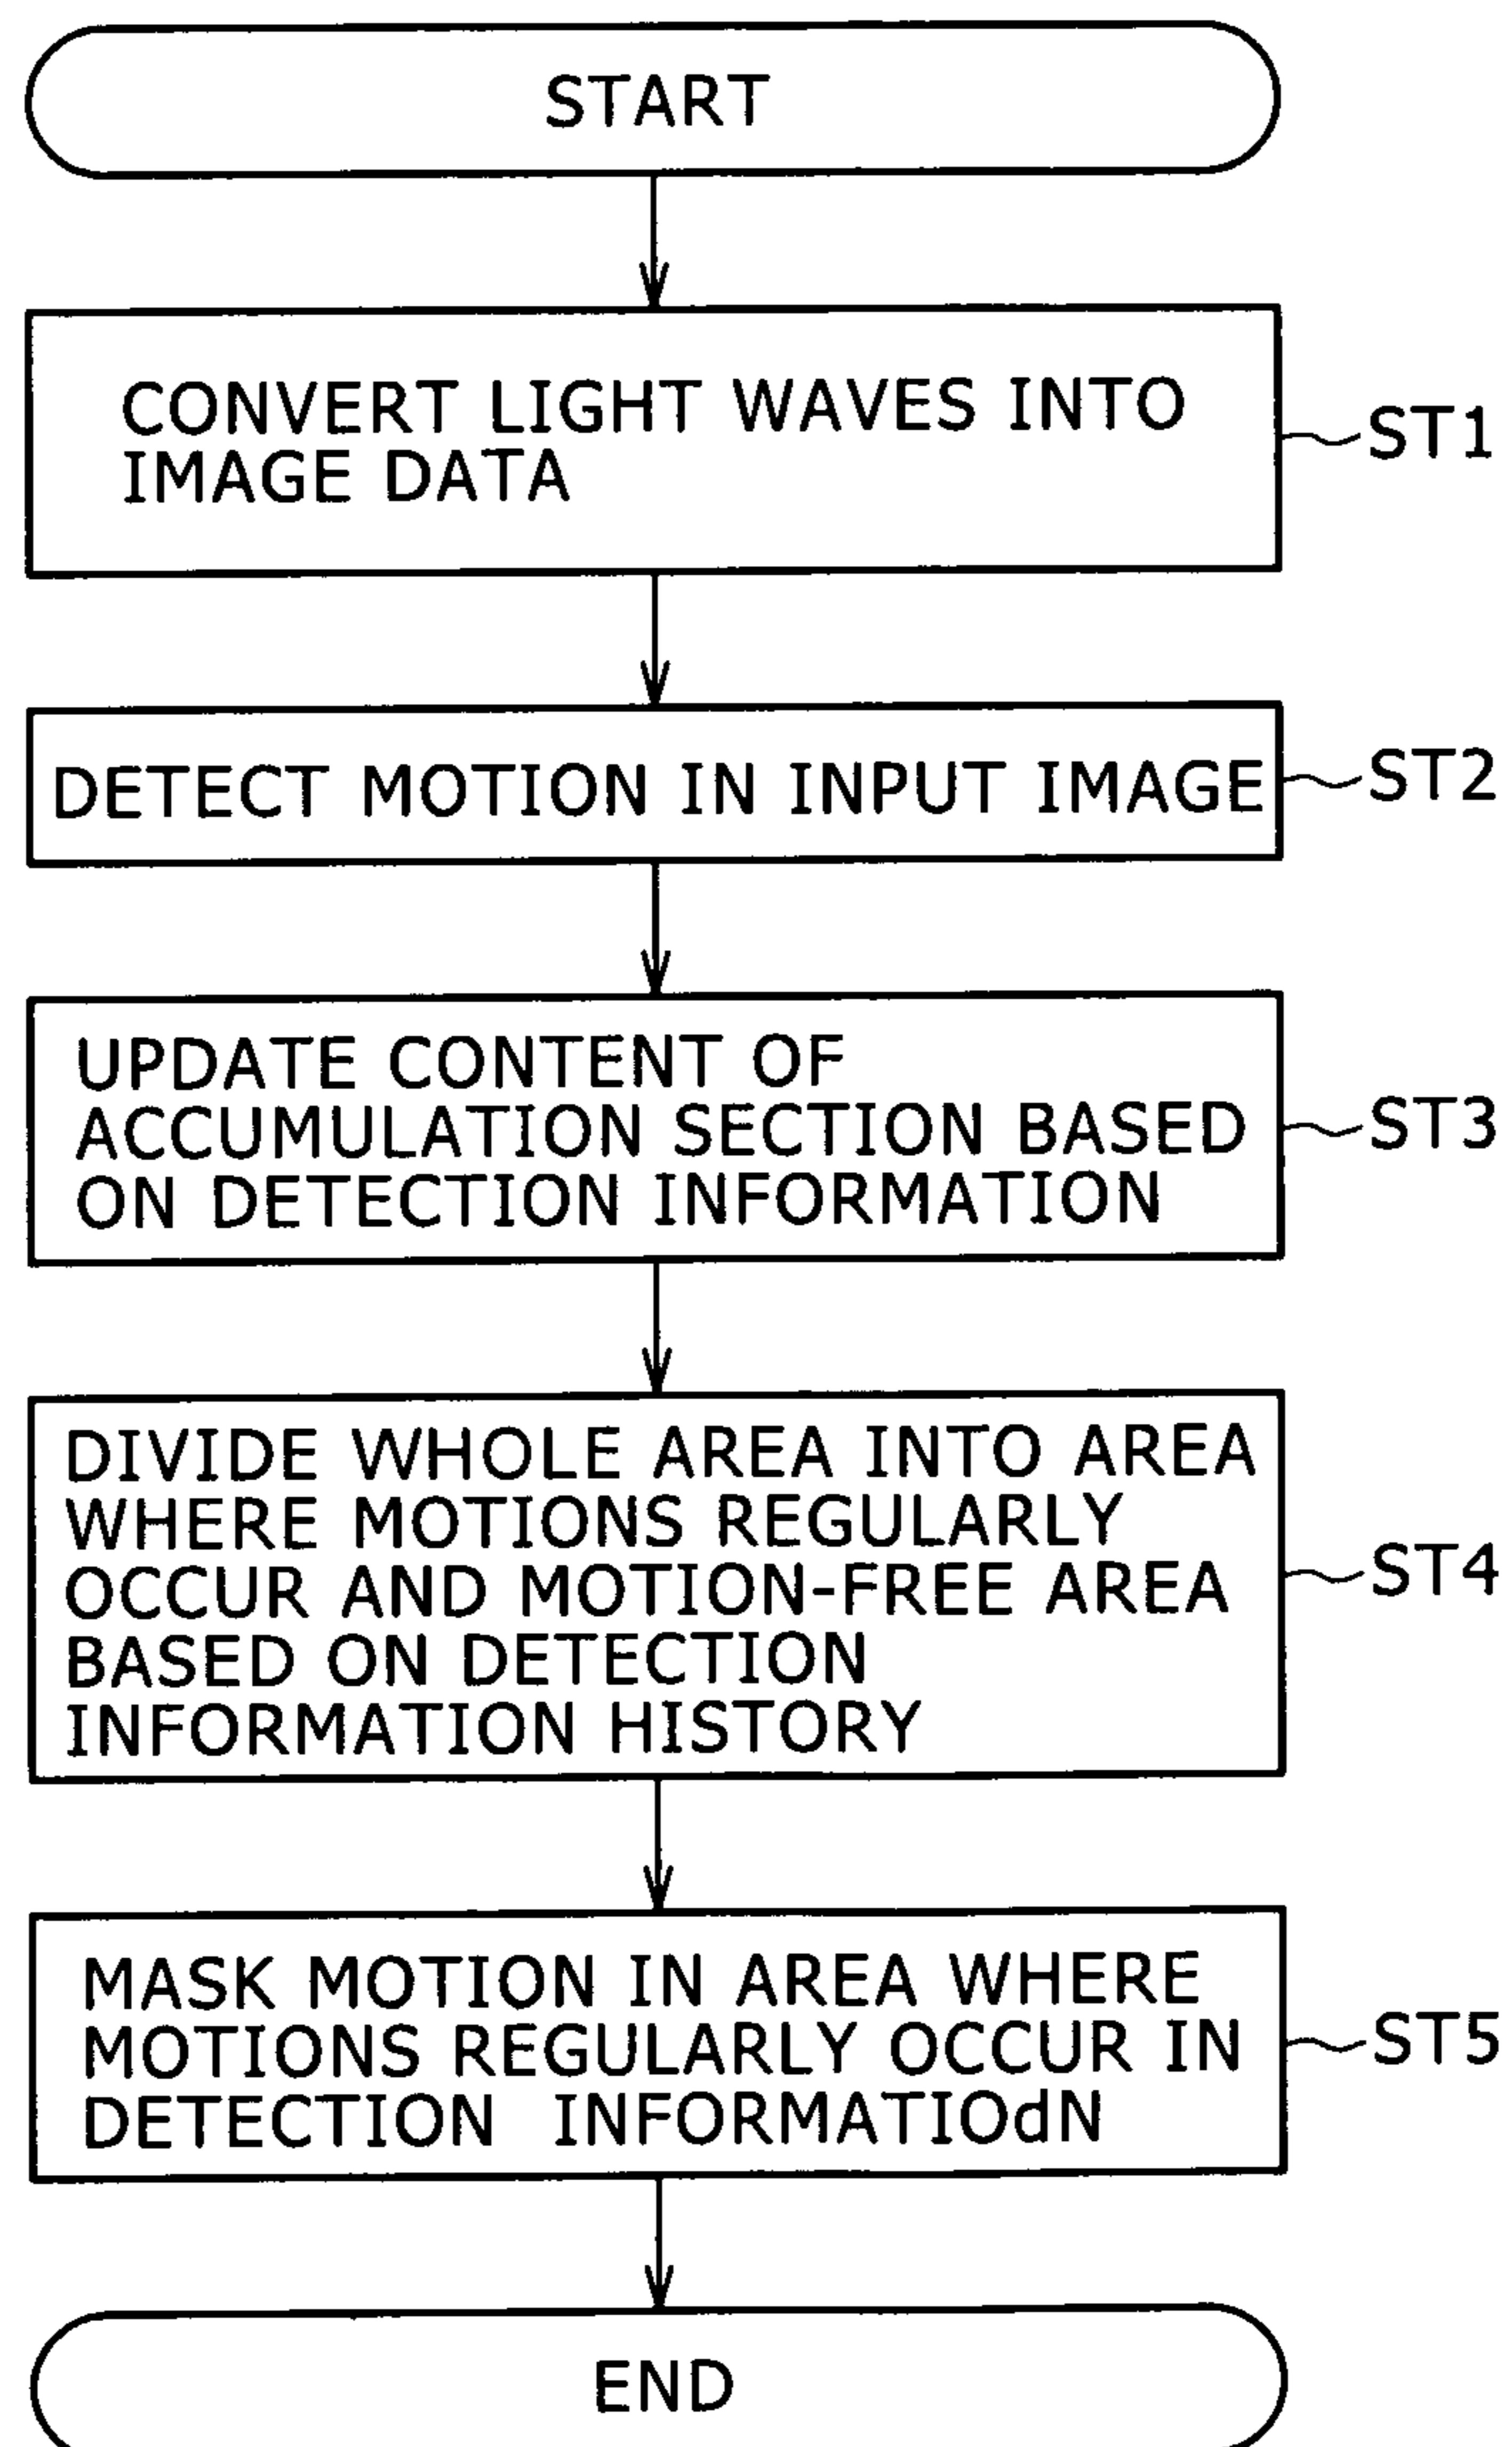 START
CONVERT LIGHT WAVES INTO
IMAGE DATA
ST1
DETECT MOTION IN INPUT IMAGE
ST2
UPDATE CONTENT OF
ACCUMULATION SECTION BASED
ON DETECTION INFORMATION
ST3
DIVIDE WHOLE AREA INTO AREA
WHERE MOTIONS REGULARLY
OCCUR AND MOTION-FREE AREA
BASED ON DETECTION
INFORMATION HISTORY
ST4
MASK MOTION IN AREA WHERE
MOTIONS REGULARLY OCCUR IN
DETECTION INFORMATIOdN
ST5
END